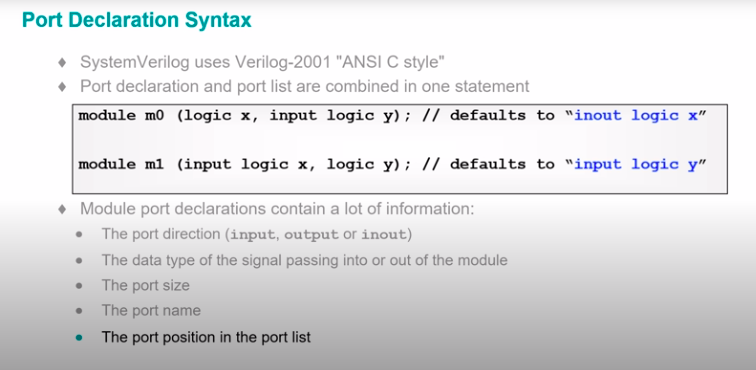 Port Declaration Syntax
♦ SystemVerilog uses Verilog-2001 "ANSI C style"
♦ Port declaration and port list are combined in one statement
module m0 (logic x, input logic y); // defaults to “inout logic x”
module m1 (input logic x, logic y); // defaults to “input logic y”
♦ Module port declarations contain a lot of information:
• The port direction (input, output or inout)
• The data type of the signal passing into or out of the module
• The port size
• The port name
• The port position in the port list